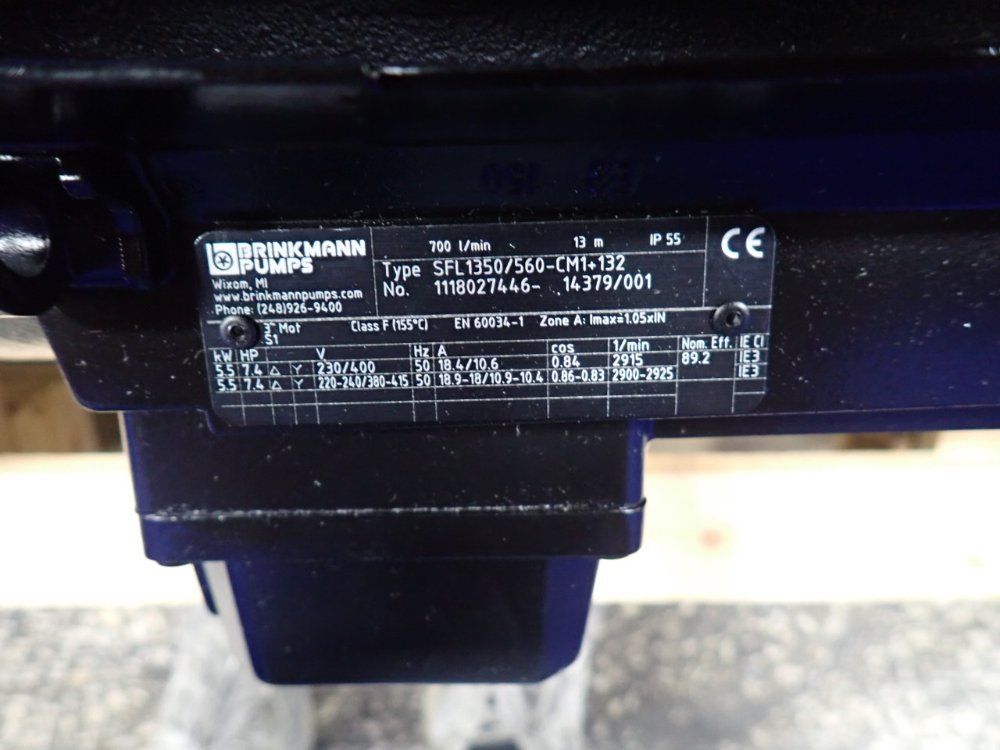 BRINKMANN
PUMPS
Wixom, MI
www.brinkmannpumps.com
Phone: (248)926-9400
700 l/min 13 m IP 55
Type SFL1350/560-CM1+132
No. 1118027446- 14379/001
CE
3~ Mot Class F (155°C) EN 60034-1 Zone A: Imax=1.05xIN
S1
kW HP V Hz A cos 1/min Nom. Eff. IE Cl
5.5 7.4 △ Y 230/400 50 18.4/10.6 0.84 2915 89.2 IE3
5.5 7.4 △ Y 220-240/380-415 50 18.9-18/10.9-10.4 0.86-0.83 2900-2925 IE3